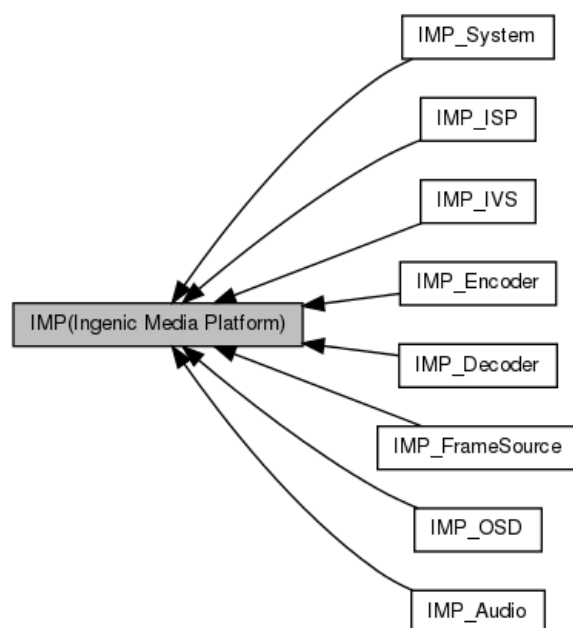 IMP_System
IMP_ISP
IMP_IVS
IMP_Encoder
IMP(Ingenic Media Platform)
IMP_Decoder
IMP_FrameSource
IMP_OSD
IMP_Audio